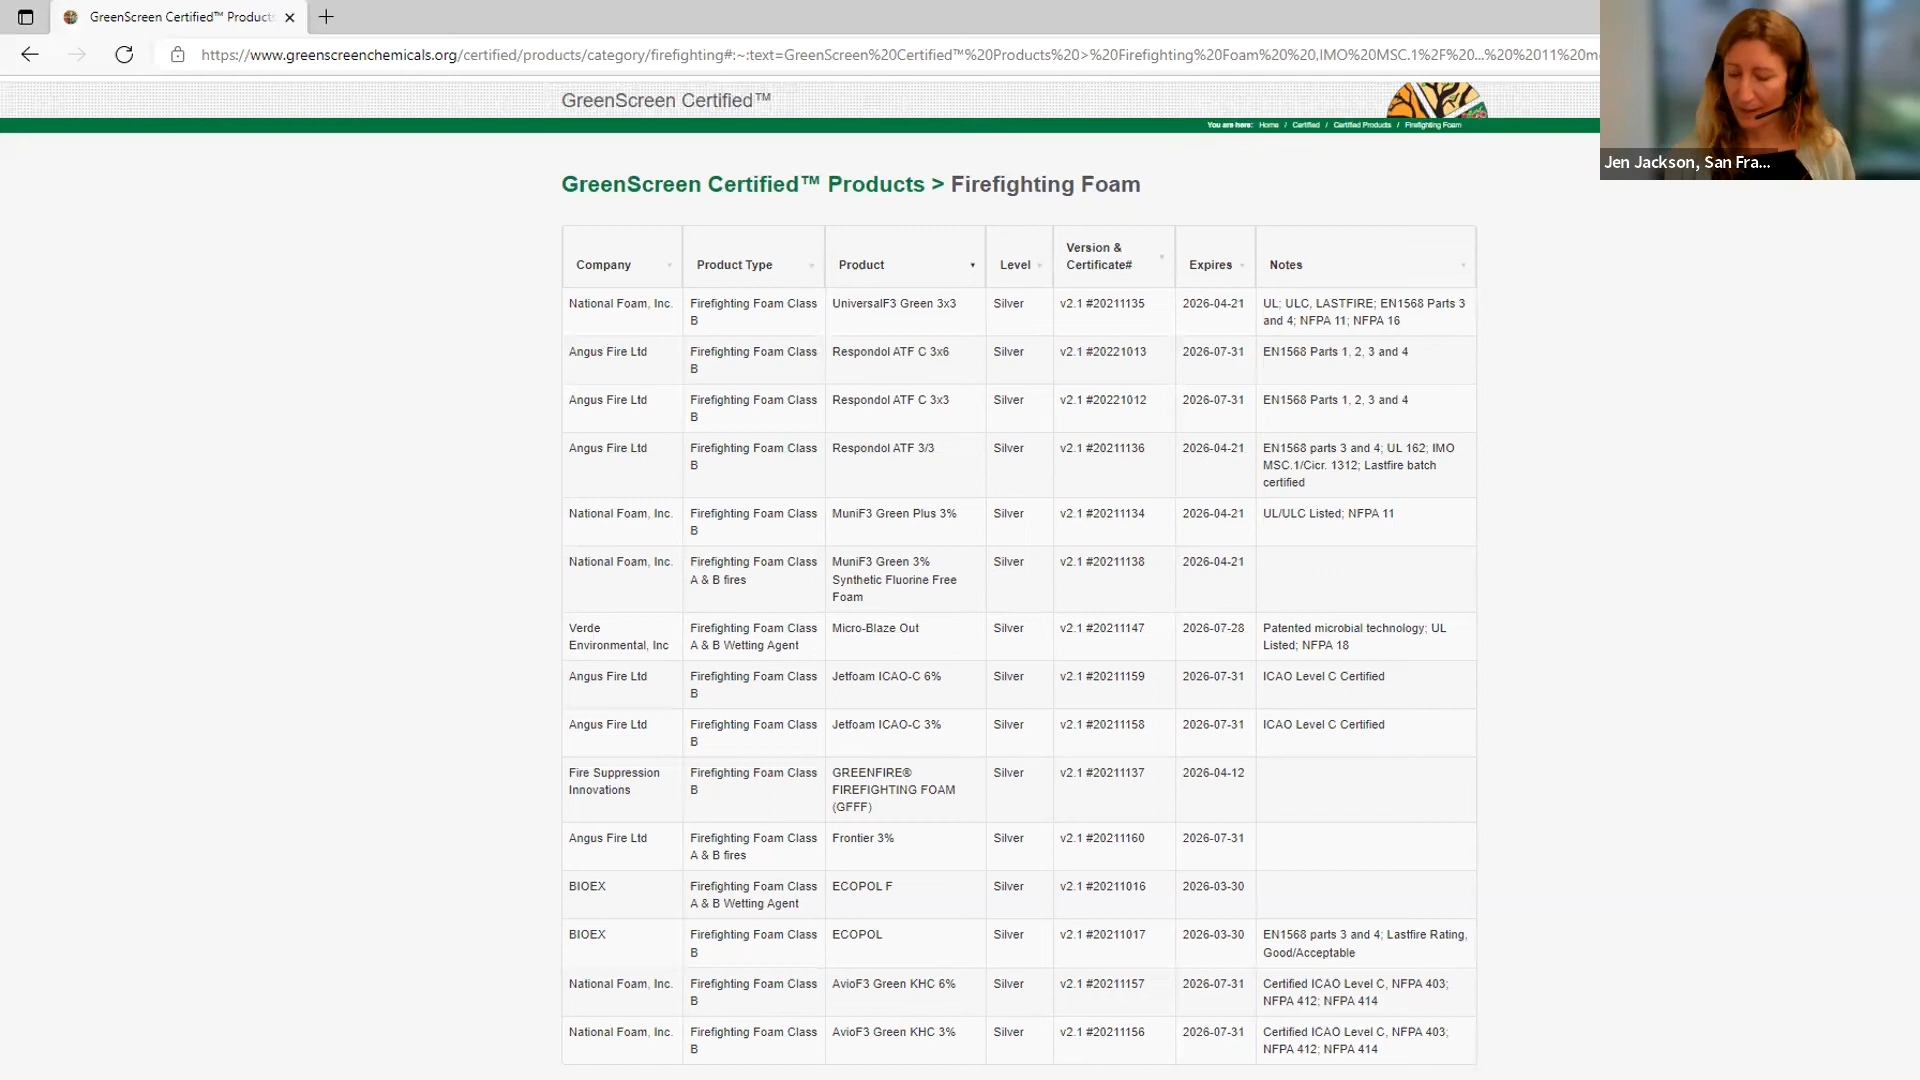 GreenScreen Certified™ Product
https://www.greenscreenchemicals.org/certified/products/category/firefighting#:~:text=GreenScreen%20Certified™%20Products%20>%20Firefighting%20Foam%20%20,IMO%20MSC.1%2F%20...%20%2011%20m
Jen Jackson, San Fra...
GreenScreen Certified™
You are here: Home / Certified / Certified Products / Firefighting Foam
GreenScreen Certified™ Products > Firefighting Foam
Company Product Type Product Level Version & Certificate# Expires Notes
National Foam, Inc. Firefighting Foam Class B UniversalF3 Green 3x3 Silver v2.1 #20211135 2026-04-21 UL; ULC, LASTFIRE; EN1568 Parts 3 and 4; NFPA 11; NFPA 16
Angus Fire Ltd Firefighting Foam Class B Respondol ATF C 3x6 Silver v2.1 #20221013 2026-07-31 EN1568 Parts 1, 2, 3 and 4
Angus Fire Ltd Firefighting Foam Class B Respondol ATF C 3x3 Silver v2.1 #20221012 2026-07-31 EN1568 Parts 1, 2, 3 and 4
Angus Fire Ltd Firefighting Foam Class B Respondol ATF 3/3 Silver v2.1 #20211136 2026-04-21 EN1568 parts 3 and 4; UL 162; IMO MSC.1/Cicr. 1312; Lastfire batch certified
National Foam, Inc. Firefighting Foam Class B MuniF3 Green Plus 3% Silver v2.1 #20211134 2026-04-21 UL/ULC Listed; NFPA 11
National Foam, Inc. Firefighting Foam Class A & B fires MuniF3 Green 3% Synthetic Fluorine Free Foam Silver v2.1 #20211138 2026-04-21
Verde Environmental, Inc Firefighting Foam Class A & B Wetting Agent Micro-Blaze Out Silver v2.1 #20211147 2026-07-28 Patented microbial technology; UL Listed; NFPA 18
Angus Fire Ltd Firefighting Foam Class B Jetfoam ICAO-C 6% Silver v2.1 #20211159 2026-07-31 ICAO Level C Certified
Angus Fire Ltd Firefighting Foam Class B Jetfoam ICAO-C 3% Silver v2.1 #20211158 2026-07-31 ICAO Level C Certified
Fire Suppression Innovations Firefighting Foam Class B GREENFIRE® FIREFIGHTING FOAM (GFFF) Silver v2.1 #20211137 2026-04-12
Angus Fire Ltd Firefighting Foam Class A & B fires Frontier 3% Silver v2.1 #20211160 2026-07-31
BIOEX Firefighting Foam Class A & B Wetting Agent ECOPOL F Silver v2.1 #20211016 2026-03-30
BIOEX Firefighting Foam Class B ECOPOL Silver v2.1 #20211017 2026-03-30 EN1568 parts 3 and 4; Lastfire Rating, Good/Acceptable
National Foam, Inc. Firefighting Foam Class B AvioF3 Green KHC 6% Silver v2.1 #20211157 2026-07-31 Certified ICAO Level C, NFPA 403; NFPA 412; NFPA 414
National Foam, Inc. Firefighting Foam Class B AvioF3 Green KHC 3% Silver v2.1 #20211156 2026-07-31 Certified ICAO Level C, NFPA 403; NFPA 412; NFPA 414